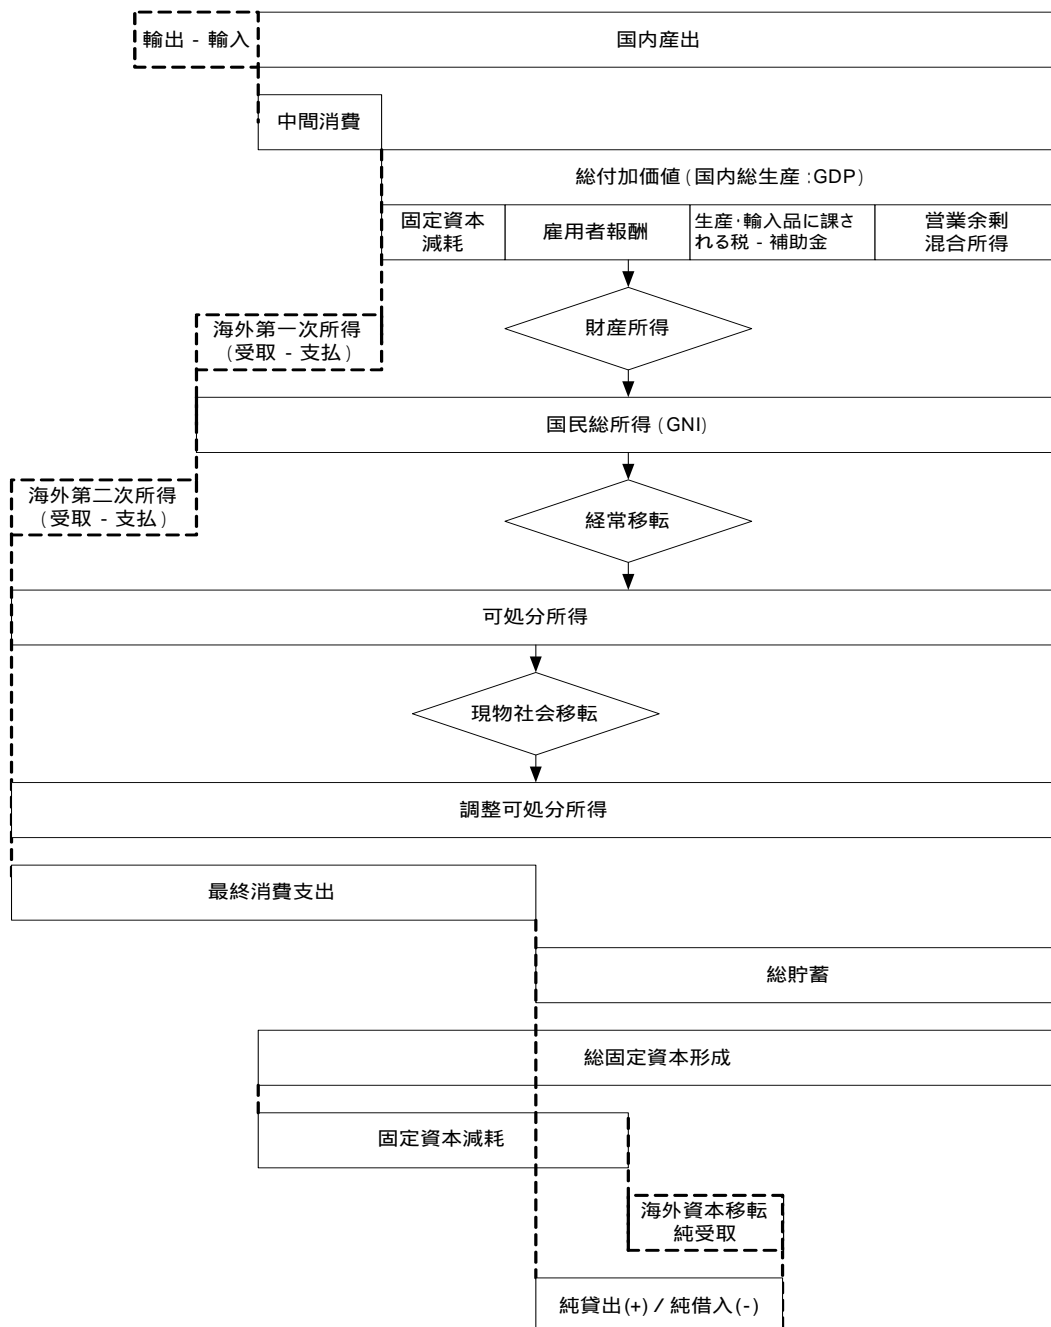 輸出 - 輸入
国内産出
中間消費
総付加価値(国内総生産:GDP)
固定資本
減耗
雇用者報酬
生産・輸入品に課さ
れる税 - 補助金
営業余剰
混合所得
財産所得
海外第一次所得
(受取 - 支払)
国民総所得(GNI)
海外第二次所得
(受取 - 支払)
経常移転
可処分所得
現物社会移転
調整可処分所得
最終消費支出
総貯蓄
総固定資本形成
固定資本減耗
海外資本移転
純受取
純貸出(+) / 純借入(-)